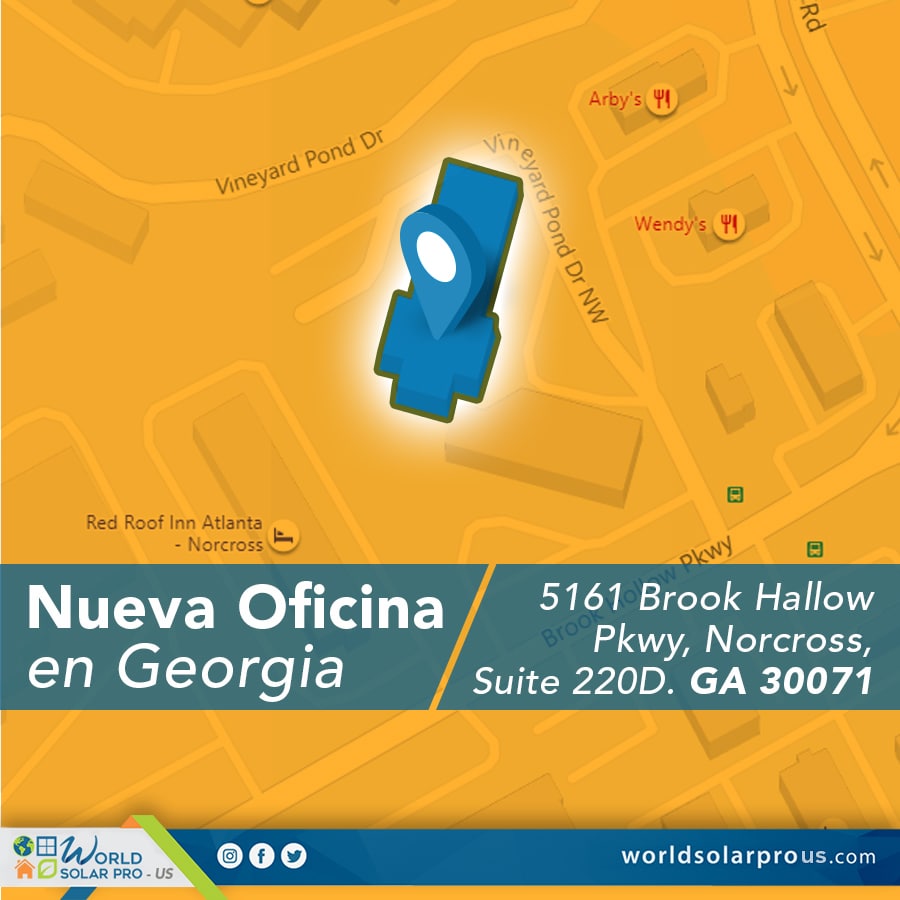 Rd
Arby's
Vineyard Pond Dr
Vineyard Pond Dr NW
Wendy's
Red Roof Inn Atlanta
- Norcross
Brook Hollow Pkwy
Nueva Oficina
en Georgia
5161 Brook Hallow
Pkwy, Norcross,
Suite 220D. GA 30071
WORLD
SOLAR PRO - US
worldsolarprous.com